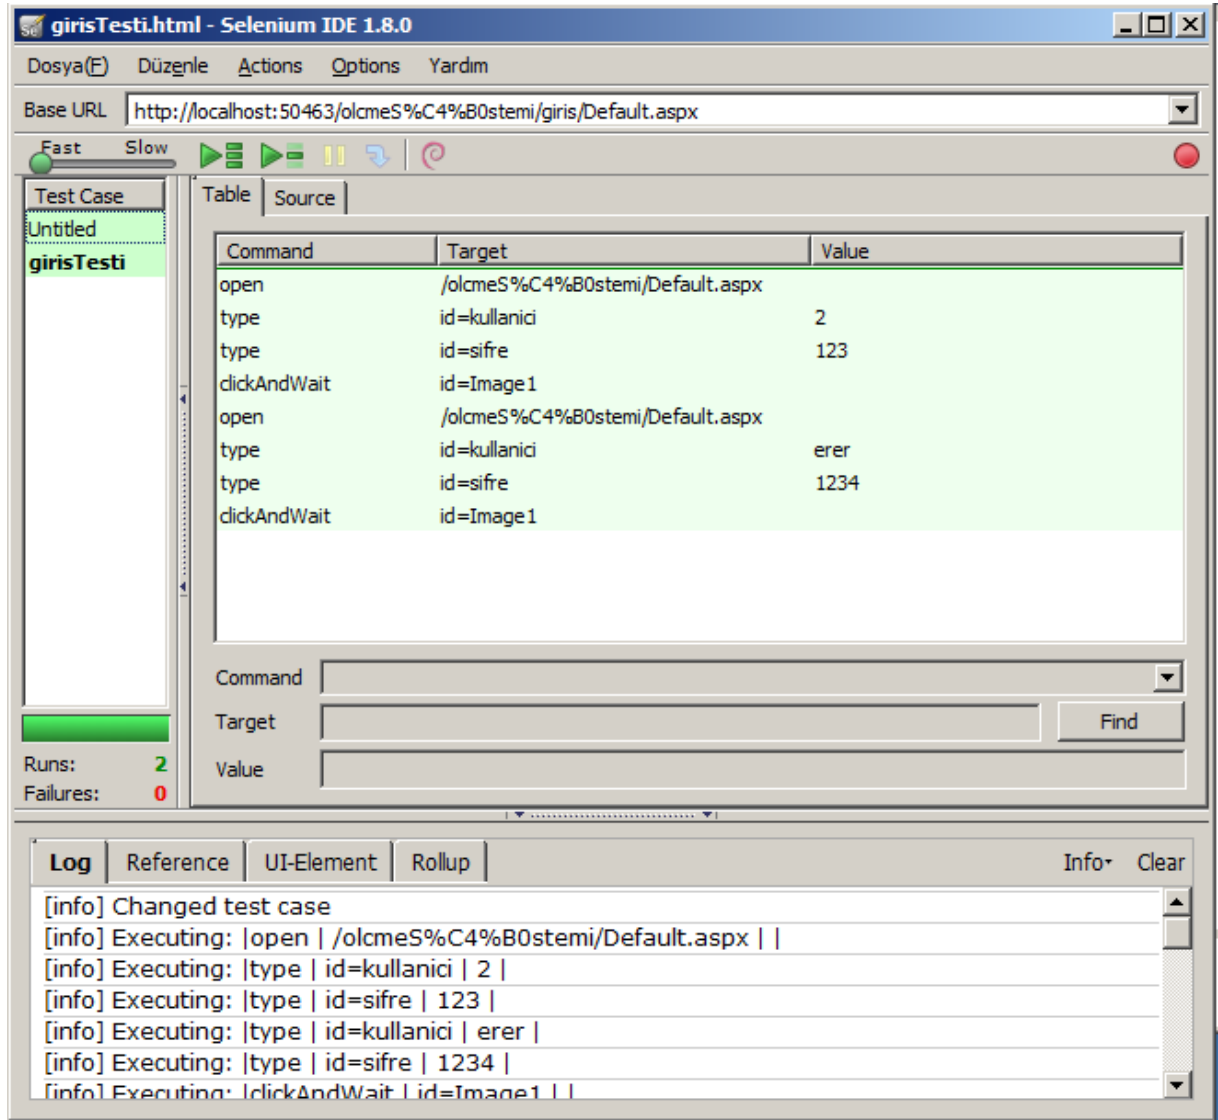 girisTesti.html - Selenium IDE 1.8.0
Dosya(F) Düzenle Actions Options Yardım
Base URL http://localhost:50463/olcmeS%C4%B0stemi/giris/Default.aspx
Fast Slow
Test Case
Untitled
girisTesti
Runs: 2
Failures: 0
Table Source
Command Target Value
open /olcmeS%C4%B0stemi/Default.aspx
type id=kullanici 2
type id=sifre 123
clickAndWait id=Image1
open /olcmeS%C4%B0stemi/Default.aspx
type id=kullanici erer
type id=sifre 1234
clickAndWait id=Image1
Command
Target Find
Value
Log Reference UI-Element Rollup Info Clear
[info] Changed test case
[info] Executing: |open | /olcmeS%C4%B0stemi/Default.aspx | |
[info] Executing: |type | id=kullanici | 2 |
[info] Executing: |type | id=sifre | 123 |
[info] Executing: |type | id=kullanici | erer |
[info] Executing: |type | id=sifre | 1234 |
[info] Executing: |clickAndWait | id=Image1 | |